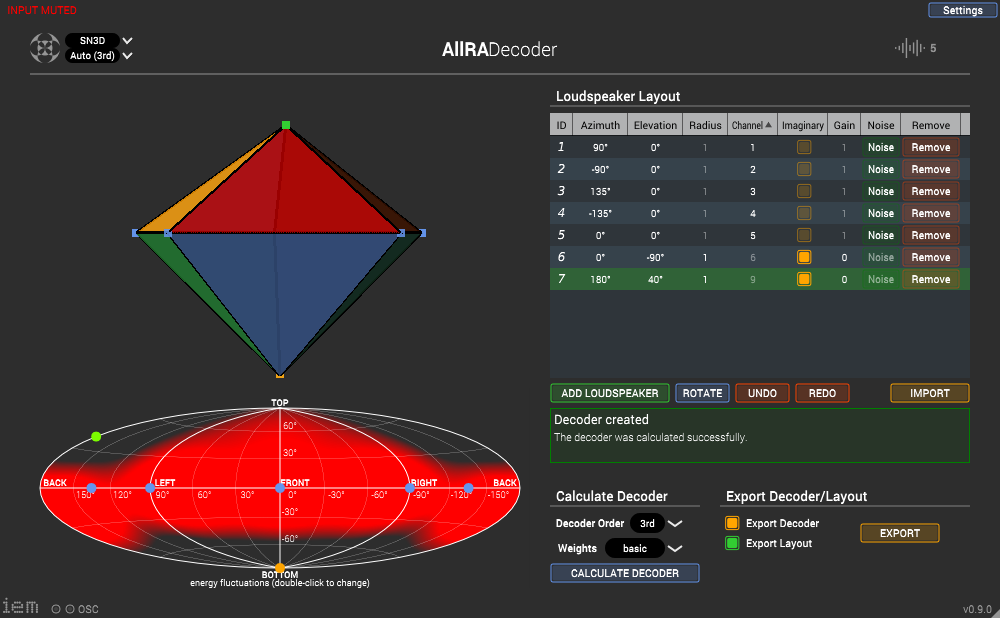 INPUT MUTED
Settings
SN3D
Auto (3rd)
AllRADecoder
5
Loudspeaker Layout
ID Azimuth Elevation Radius Channel Imaginary Gain Noise Remove
1 90° 0° 1 1 1 Noise Remove
2 -90° 0° 1 2 1 Noise Remove
3 135° 0° 1 3 1 Noise Remove
4 -135° 0° 1 4 1 Noise Remove
5 0° 0° 1 5 1 Noise Remove
6 0° -90° 1 6 0 Noise Remove
7 180° 40° 1 9 0 Noise Remove
ADD LOUDSPEAKER ROTATE UNDO REDO IMPORT
Decoder created
The decoder was calculated successfully.
TOP
60°
30°
BACK LEFT FRONT RIGHT BACK
150° 120° 90° 60° 30° 0° -30° -60° -90° -120° -150°
-30°
-60°
BOTTOM
energy fluctuations (double-click to change)
Calculate Decoder
Decoder Order 3rd
Weights basic
CALCULATE DECODER
Export Decoder/Layout
Export Decoder
Export Layout
EXPORT
iem OSC
v0.9.0